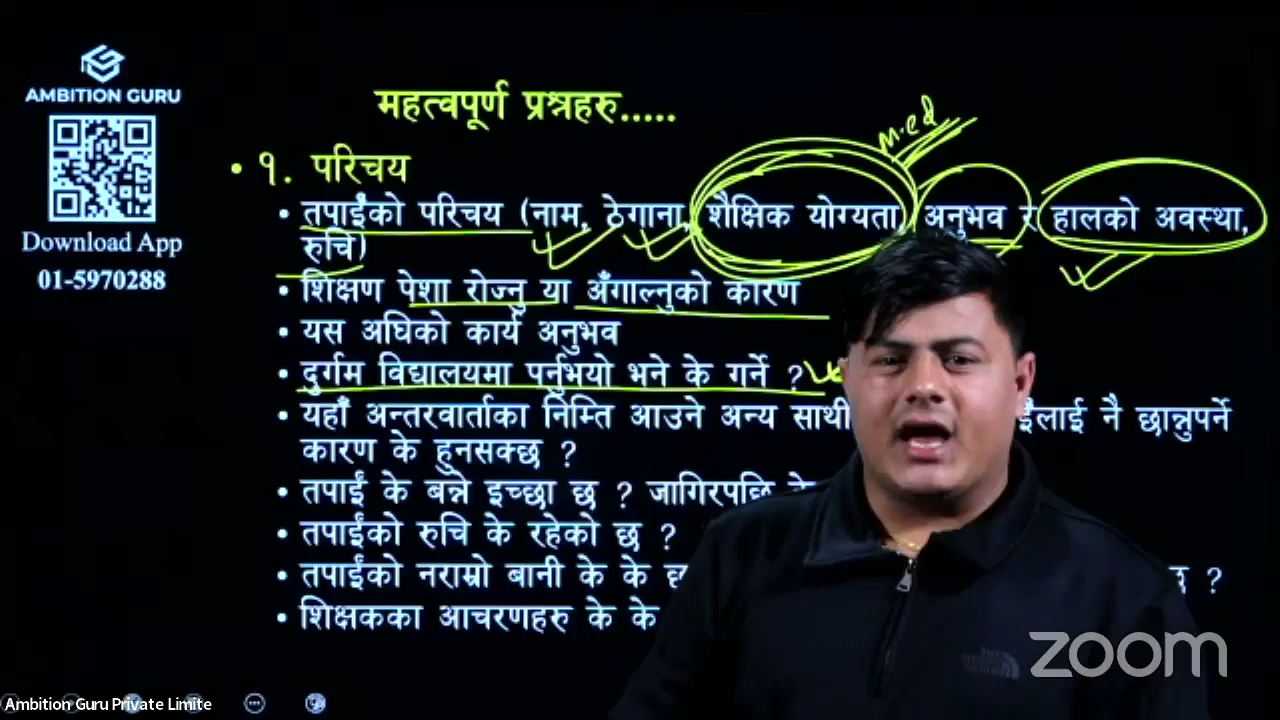 AMBITION GURU
Download App
01-5970288
महत्वपूर्ण प्रश्नहरु.....
M.ed
• १. परिचय
• तपाईंको परिचय (नाम, ठेगाना, शैक्षिक योग्यता, अनुभव र हालको अवस्था,
रुचि)
• शिक्षण पेशा रोज्नु या अँगाल्नुको कारण
• यस अघिको कार्य अनुभव
• दुर्गम विद्यालयमा पर्नुभयो भने के गर्ने ?
• यहाँ अन्तरवार्ताका निम्ति आउने अन्य साथी नै छान्नुपर्ने
कारण के हुनसक्छ ?
• तपाईं के बन्ने इच्छा छ ? जागिरपछि
• तपाईंको रुचि के रहेको छ ?
• तपाईंको नराम्रो बानी के के ?
• शिक्षकका आचरणहरु के के
zoom
Ambition Guru Private Limite